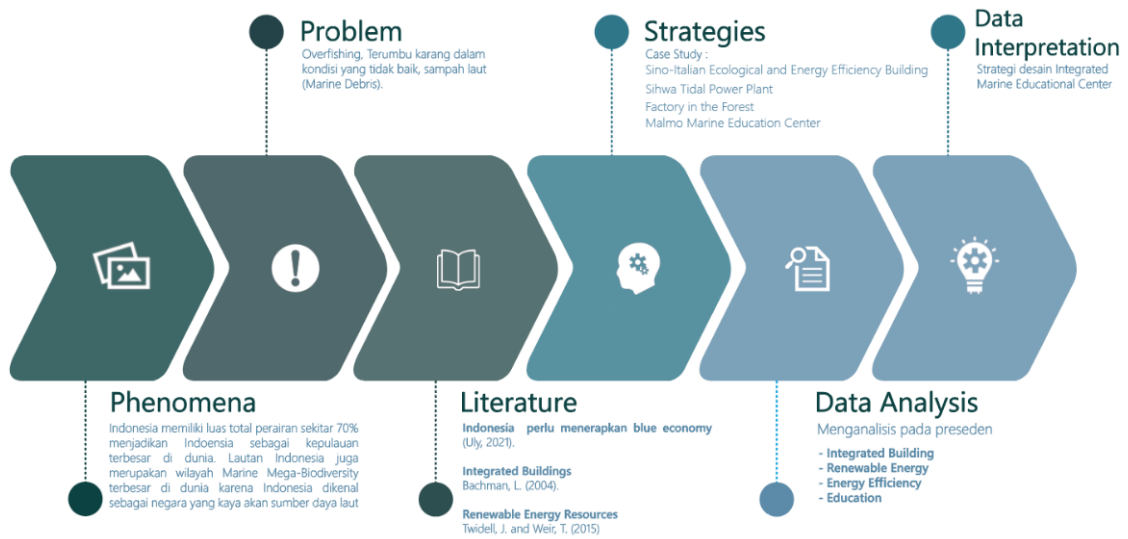 Problem
Overfishing, Terumbu karang dalam
kondisi yang tidak baik, sampah laut
(Marine Debris).
Strategies
Case Study :
Sino-Italian Ecological and Energy Efficiency Building
Sihwa Tidal Power Plant
Factory in the Forest
Malmo Marine Education Center
Data
Interpretation
Strategi desain Integrated
Marine Educational Center
Phenomena
Indonesia memiliki luas total perairan sekitar 70%
menjadikan Indoensia sebagai kepulauan
terbesar di dunia. Lautan Indonesia juga
merupakan wilayah Marine Mega-Biodiversity
terbesar di dunia karena Indonesia dikenal
sebagai negara yang kaya akan sumber daya laut
Literature
Indonesia perlu menerapkan blue economy
(Uly, 2021).
Integrated Buildings
Bachman, L. (2004).
Renewable Energy Resources
Twidell, J. and Weir, T. (2015)
Data Analysis
Menganalisis pada preseden
- Integrated Building
- Renewable Energy
- Energy Efficiency
- Education